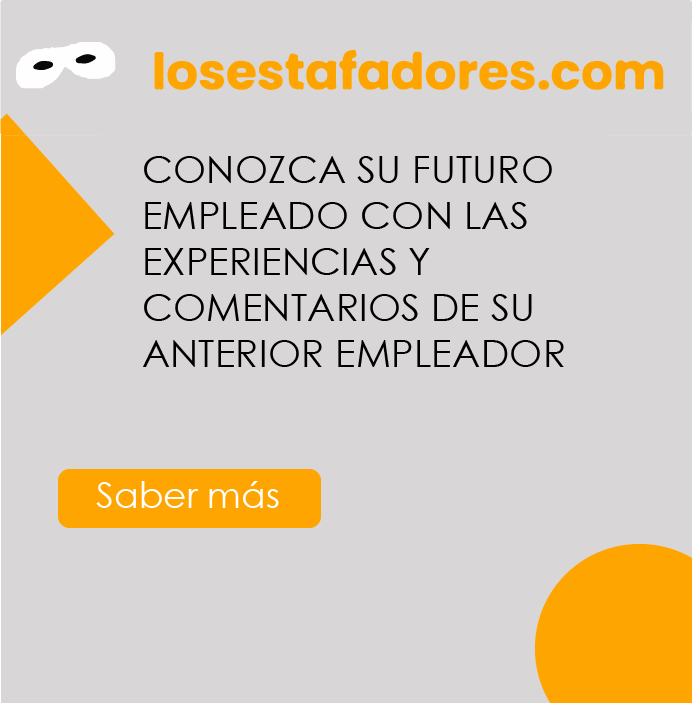 losestafadores.com
CONOZCA SU FUTURO
EMPLEADO CON LAS
EXPERIENCIAS Y
COMENTARIOS DE SU
ANTERIOR EMPLEADOR
Saber más